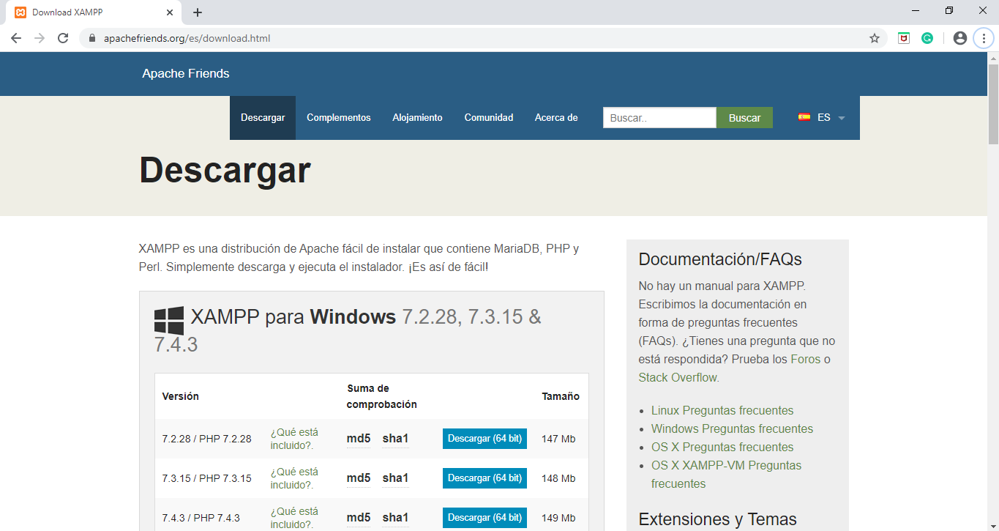 Download XAMPP
apachefriends.org/es/download.html
Apache Friends
Descargar Complementos Alojamiento Comunidad Acerca de Buscar.. Buscar ES
Descargar
XAMPP es una distribución de Apache fácil de instalar que contiene MariaDB, PHP y
Perl. Simplemente descarga y ejecuta el instalador. ¡Es así de fácil!
XAMPP para Windows 7.2.28, 7.3.15 &
7.4.3
Versión Suma de comprobación Tamaño
7.2.28 / PHP 7.2.28 ¿Qué está incluido?. md5 sha1 Descargar (64 bit) 147 Mb
7.3.15 / PHP 7.3.15 ¿Qué está incluido?. md5 sha1 Descargar (64 bit) 148 Mb
7.4.3 / PHP 7.4.3 ¿Qué está incluido?. md5 sha1 Descargar (64 bit) 149 Mb
Documentación/FAQs
No hay un manual para XAMPP.
Escribimos la documentación en
forma de preguntas frecuentes
(FAQs). ¿Tienes una pregunta que no
está respondida? Prueba los Foros o
Stack Overflow.
Linux Preguntas frecuentes
Windows Preguntas frecuentes
OS X Preguntas frecuentes
OS X XAMPP-VM Preguntas
frecuentes
Extensiones y Temas